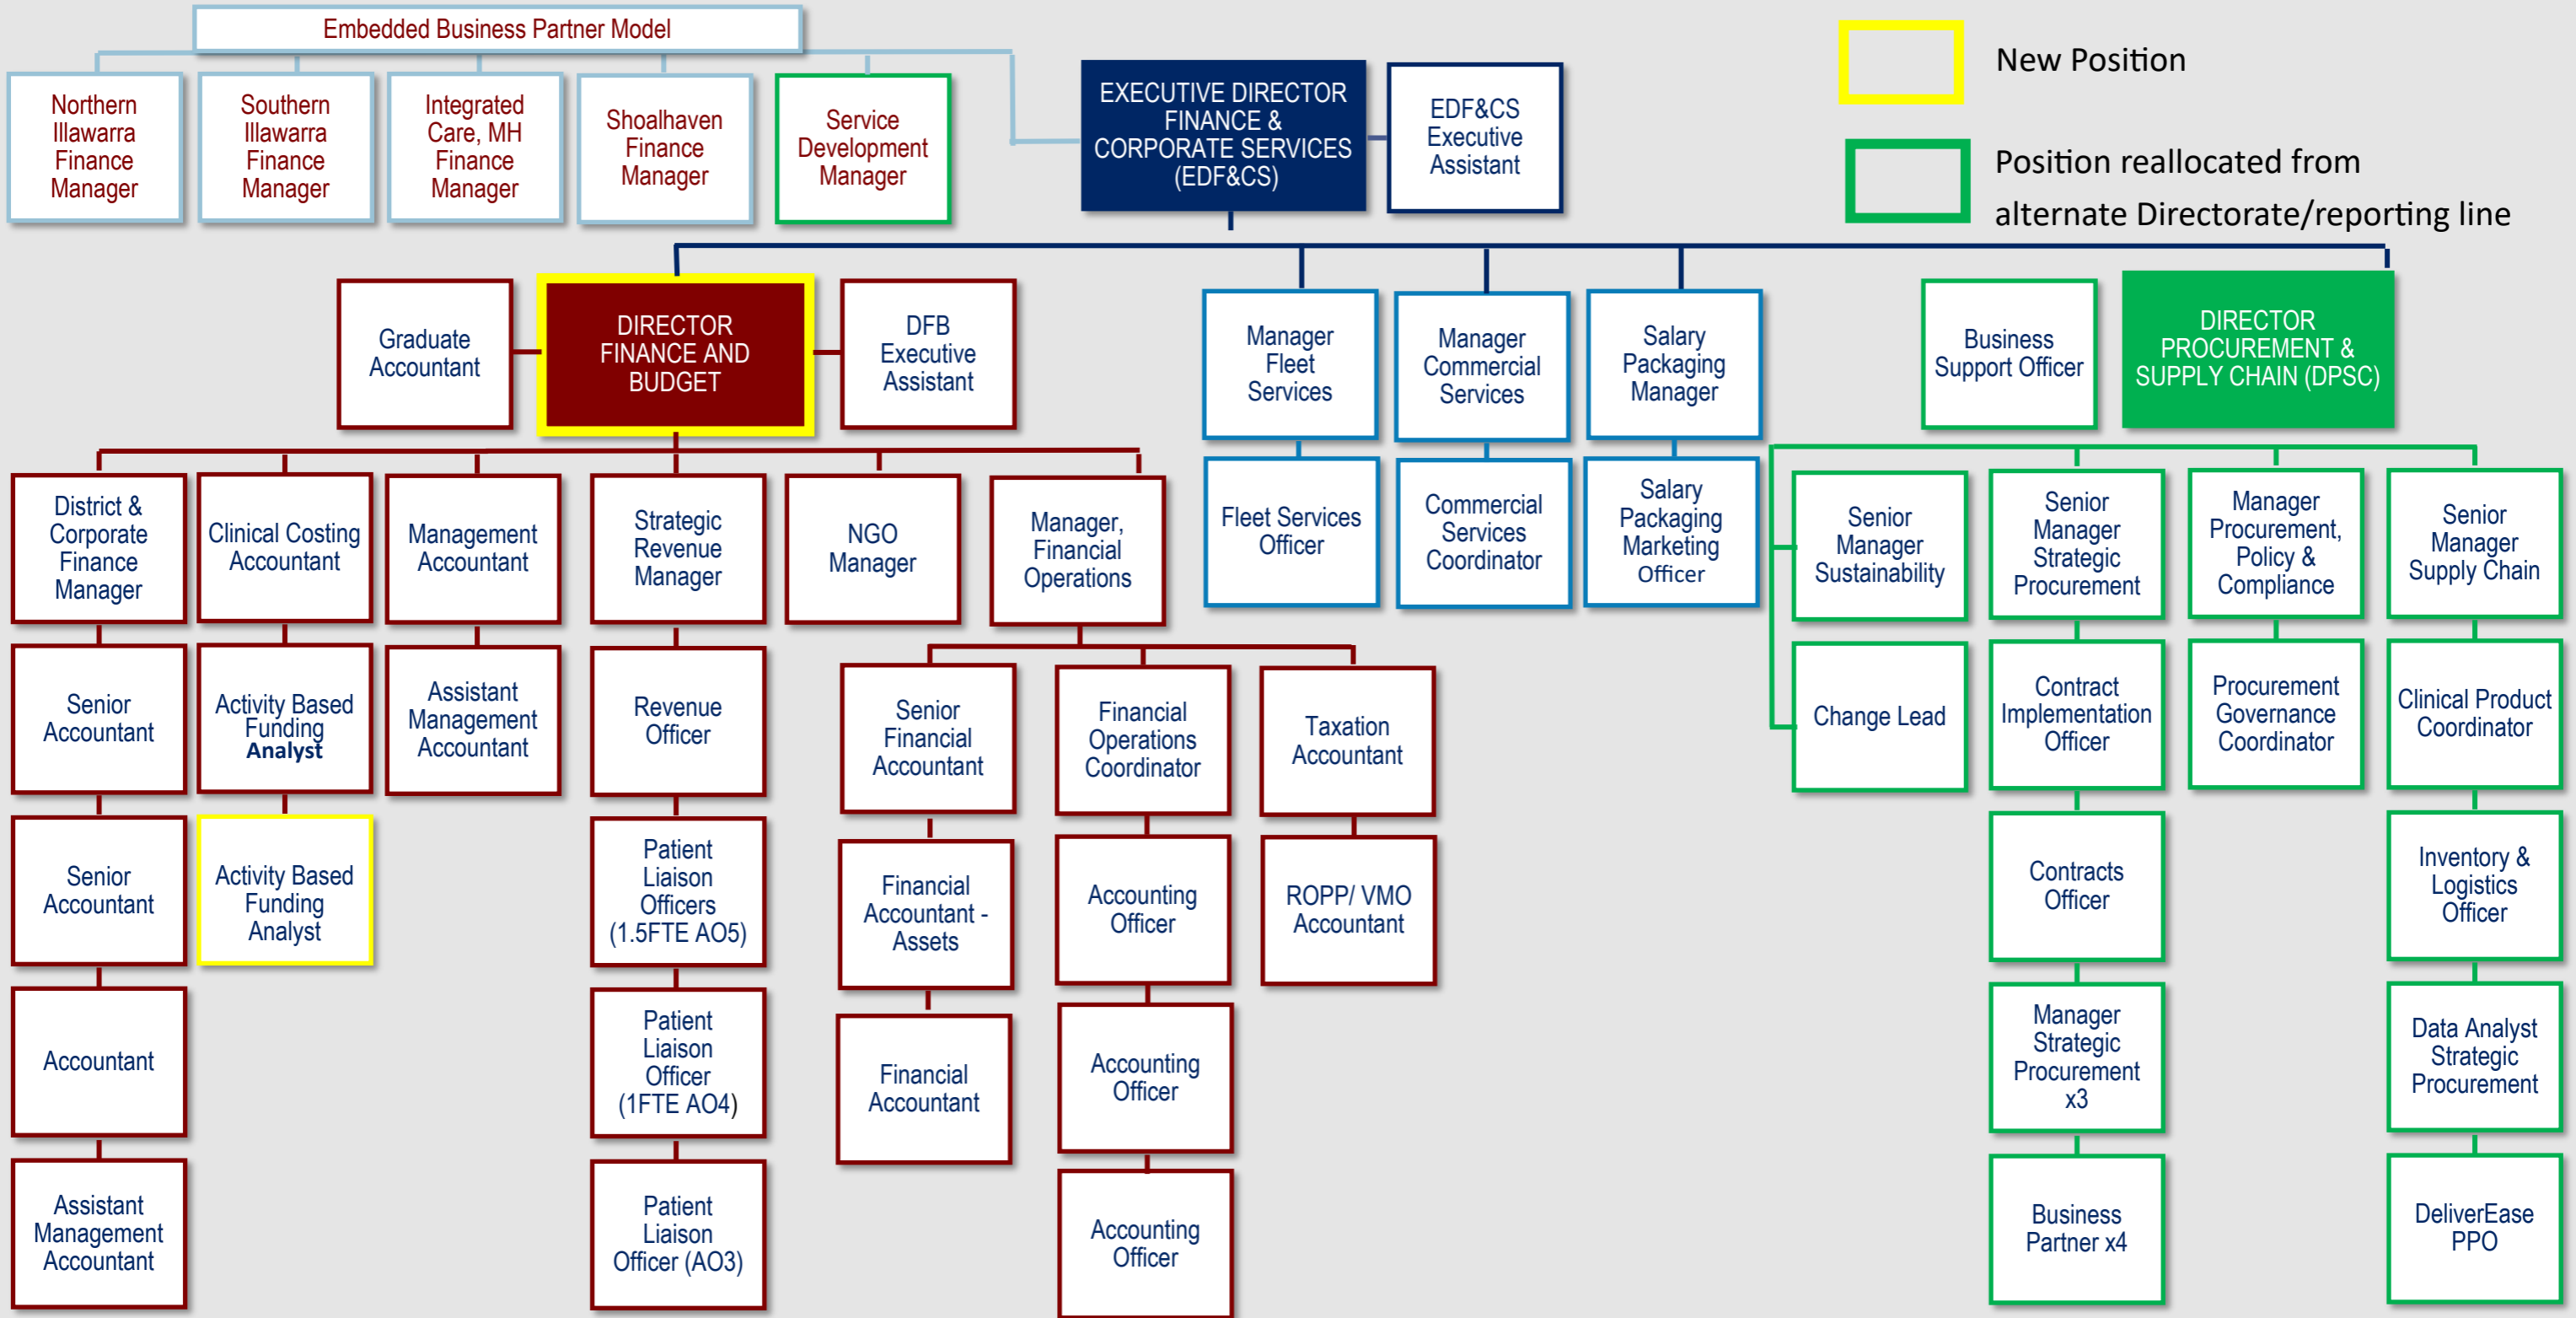 Embedded Business Partner Model
New Position
Position reallocated from
alternate Directorate/reporting line
Northern
Illawarra
Finance
Manager
Southern
Illawarra
Finance
Manager
Integrated
Care, MH
Finance
Manager
Shoalhaven
Finance
Manager
Service
Development
Manager
EXECUTIVE DIRECTOR
FINANCE &
CORPORATE SERVICES
(EDF&CS)
EDF&CS
Executive
Assistant
Graduate
Accountant
DIRECTOR
FINANCE AND
BUDGET
DFB
Executive
Assistant
Manager
Fleet
Services
Manager
Commercial
Services
Salary
Packaging
Manager
Business
Support Officer
DIRECTOR
PROCUREMENT &
SUPPLY CHAIN (DPSC)
District &
Corporate
Finance
Manager
Clinical Costing
Accountant
Management
Accountant
Strategic
Revenue
Manager
NGO
Manager
Manager,
Financial
Operations
Fleet Services
Officer
Commercial
Services
Coordinator
Salary
Packaging
Marketing
Officer
Senior
Manager
Sustainability
Senior
Manager
Strategic
Procurement
Manager
Procurement,
Policy &
Compliance
Senior
Manager
Supply Chain
Senior
Accountant
Activity Based
Funding
Analyst
Assistant
Management
Accountant
Revenue
Officer
Senior
Financial
Accountant
Financial
Operations
Coordinator
Taxation
Accountant
Change Lead
Contract
Implementation
Officer
Procurement
Governance
Coordinator
Clinical Product
Coordinator
Senior
Accountant
Activity Based
Funding
Analyst
Patient
Liaison
Officers
(1.5FTE AO5)
Financial
Accountant -
Assets
Accounting
Officer
ROPP/ VMO
Accountant
Contracts
Officer
Inventory &
Logistics
Officer
Accountant
Patient
Liaison
Officer
(1FTE AO4)
Financial
Accountant
Accounting
Officer
Manager
Strategic
Procurement
x3
Data Analyst
Strategic
Procurement
Assistant
Management
Accountant
Patient
Liaison
Officer (AO3)
Accounting
Officer
Business
Partner x4
DeliverEase
PPO